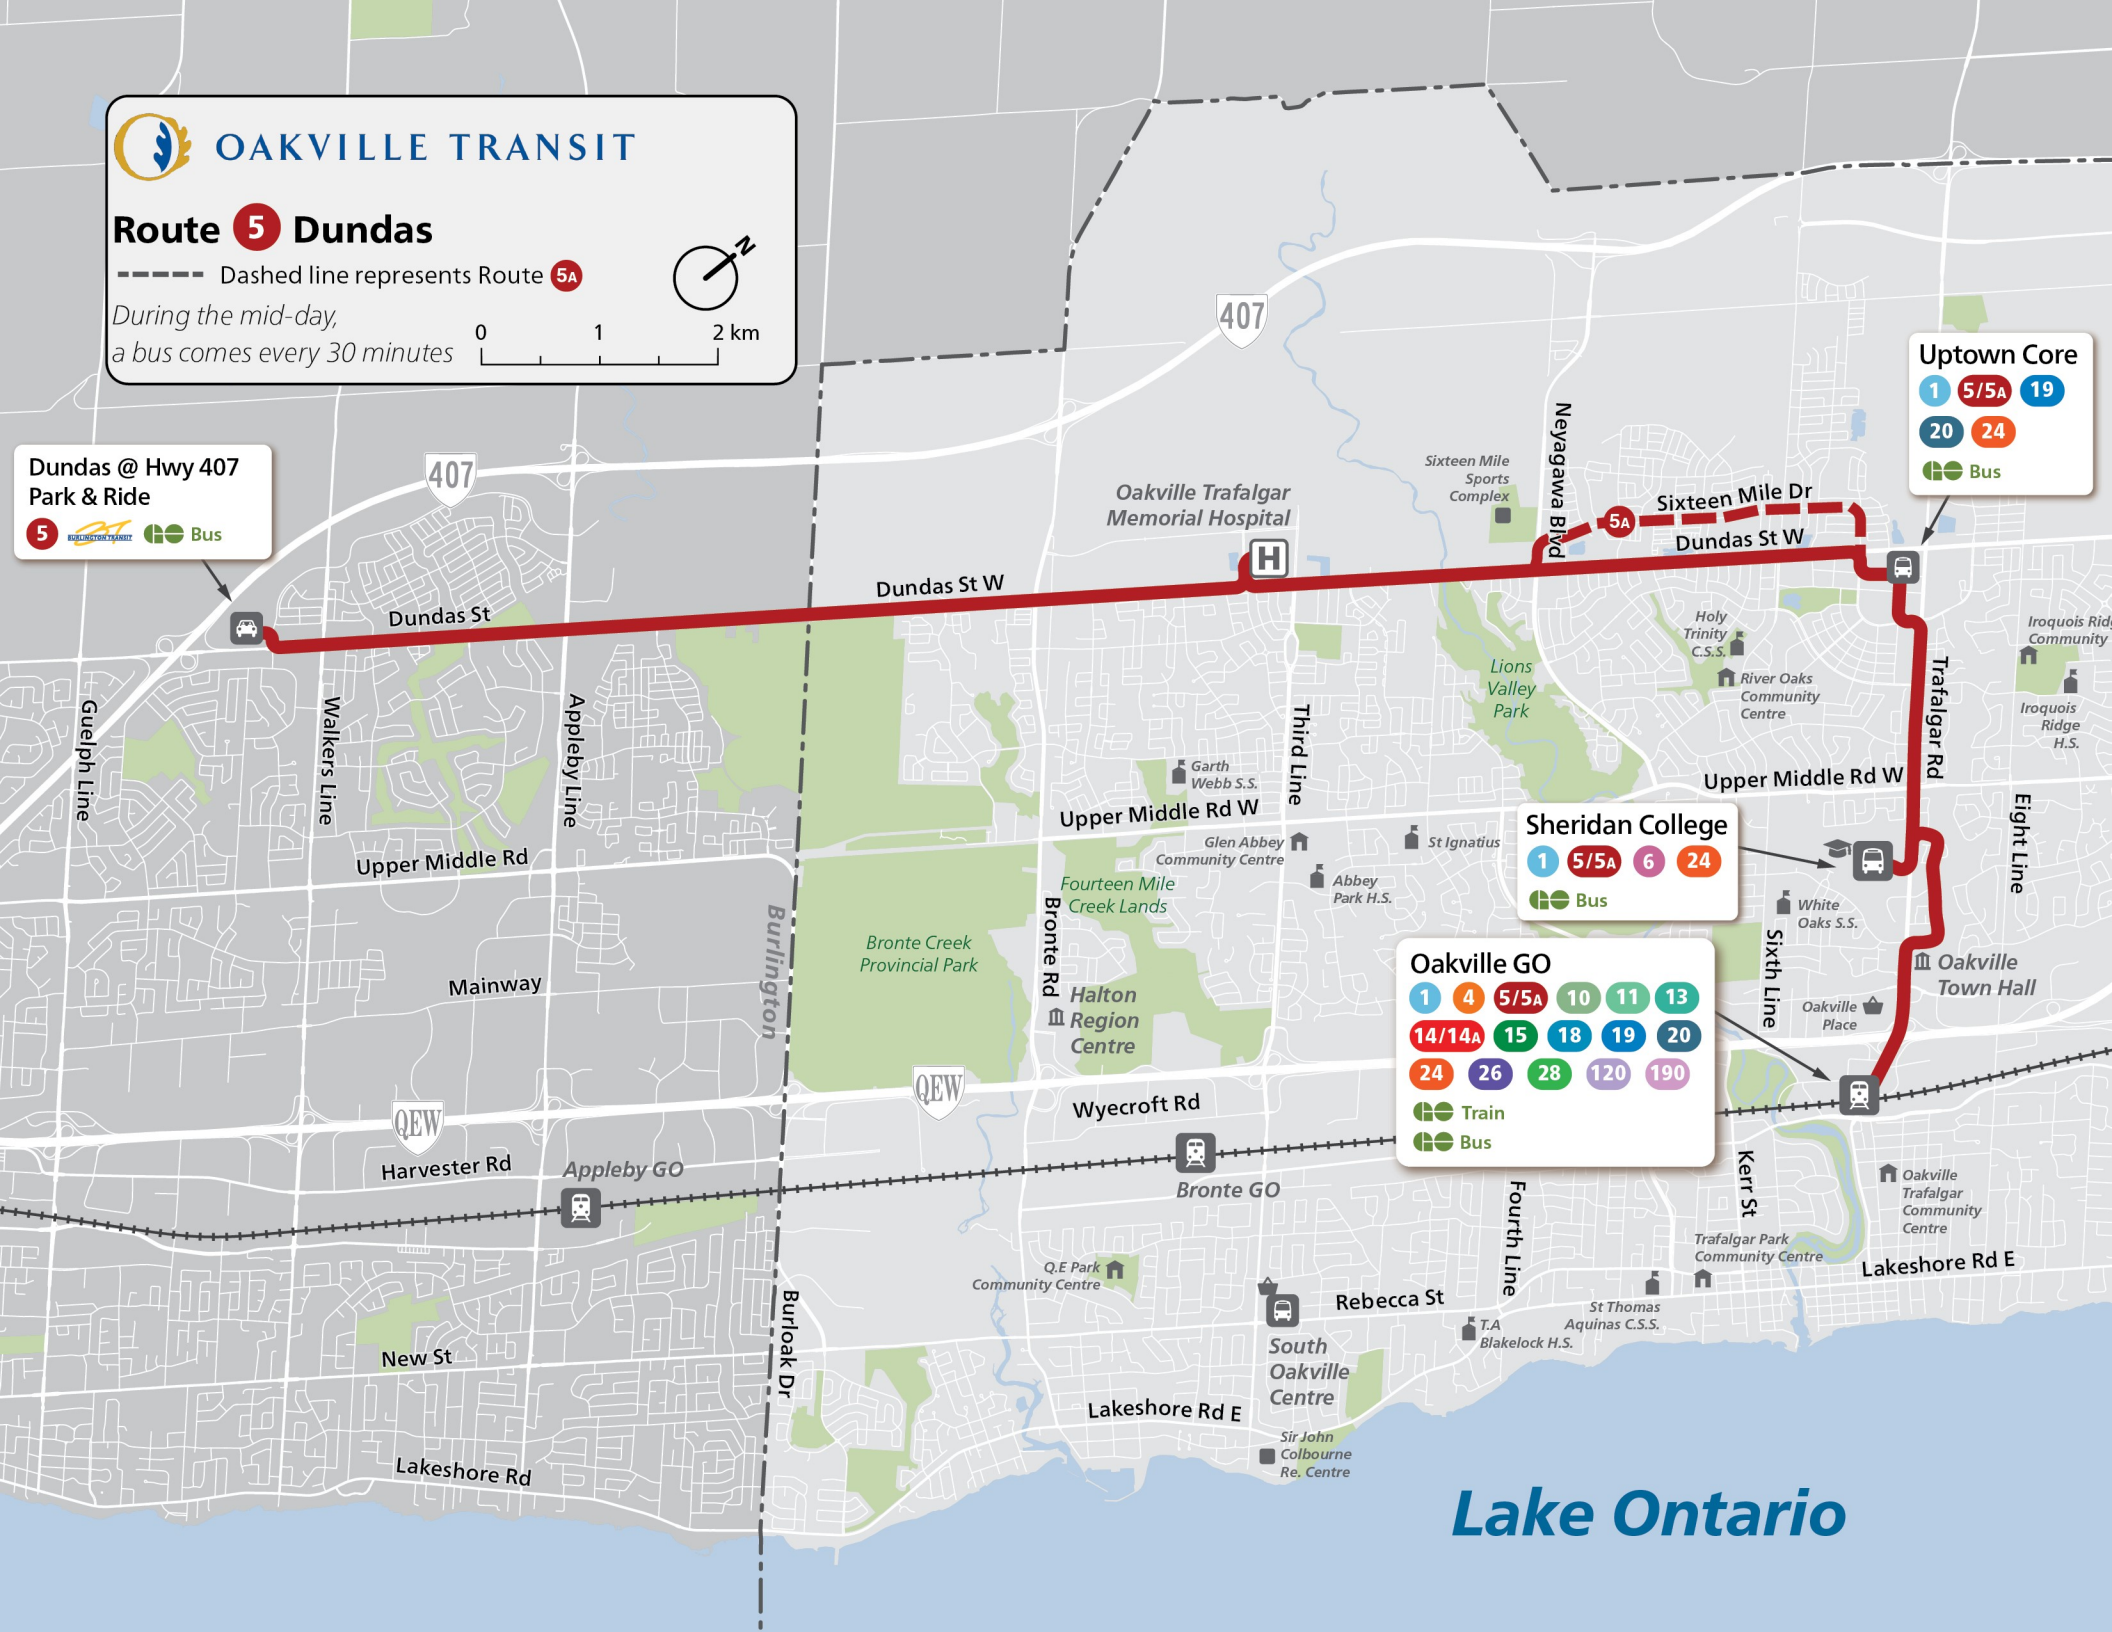 OAKVILLE TRANSIT
Route 5 Dundas
Dashed line represents Route 5A
During the mid-day,
a bus comes every 30 minutes
N
0 1 2 km
Dundas @ Hwy 407
Park & Ride
5 BURLINGTON TRANSIT GO Bus
407
407
Uptown Core
1 5/5A 19
20 24
GO Bus
Oakville Trafalgar
Memorial Hospital
H
Sixteen Mile
Sports
Complex
Neyagawa Blvd
5A
Sixteen Mile Dr
Dundas St W
Dundas St W
Dundas St
Guelph Line
Walkers Line
Appleby Line
Third Line
Lions
Valley
Park
Holy
Trinity
C.S.S.
River Oaks
Community
Centre
Trafalgar Rd
Iroquois Ridg
Community
Iroquois
Ridge
H.S.
Garth
Webb S.S.
Upper Middle Rd W
Upper Middle Rd W
Upper Middle Rd
Glen Abbey
Community Centre
St Ignatius
Abbey
Park H.S.
Sheridan College
1 5/5A 6 24
GO Bus
Eight Line
White
Oaks S.S.
Sixth Line
Fourteen Mile
Creek Lands
Bronte Creek
Provincial Park
Bronte Rd
Burlington
Mainway
Halton
Region
Centre
Oakville GO
1 4 5/5A 10 11 13
14/14A 15 18 19 20
24 26 28 120 190
GO Train
GO Bus
Oakville
Town Hall
Oakville
Place
QEW
QEW
Wyecroft Rd
Harvester Rd
Appleby GO
Bronte GO
Fourth Line
Kerr St
Oakville
Trafalgar
Community
Centre
Trafalgar Park
Community Centre
Lakeshore Rd E
Q.E Park
Community Centre
Burloak Dr
Rebecca St
St Thomas
Aquinas C.S.S.
T.A
Blakelock H.S.
South
Oakville
Centre
New St
Lakeshore Rd E
Sir John
Colbourne
Re. Centre
Lakeshore Rd
Lake Ontario